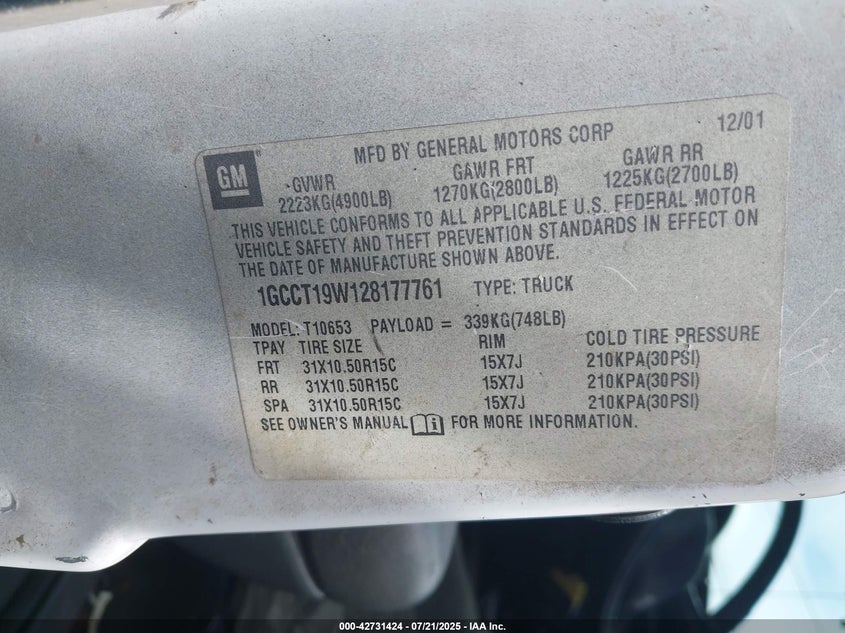 12/01
MFD BY GENERAL MOTORS CORP
GM
GVWR GAWR FRT GAWR RR
2223KG(4900LB) 1270KG(2800LB) 1225KG(2700LB)
THIS VEHICLE CONFORMS TO ALL APPLICABLE U.S. FEDERAL MOTOR
VEHICLE SAFETY AND THEFT PREVENTION STANDARDS IN EFFECT ON
THE DATE OF MANUFACTURE SHOWN ABOVE.
1GCCT19W128177761 TYPE: TRUCK
MODEL: T10653 PAYLOAD = 339KG(748LB)
TPAY TIRE SIZE RIM COLD TIRE PRESSURE
FRT 31X10.50R15C 15X7J 210KPA(30PSI)
RR 31X10.50R15C 15X7J 210KPA(30PSI)
SPA 31X10.50R15C 15X7J 210KPA(30PSI)
SEE OWNER'S MANUAL FOR MORE INFORMATION.
000-42731424 - 07/21/2025 - IAA Inc.